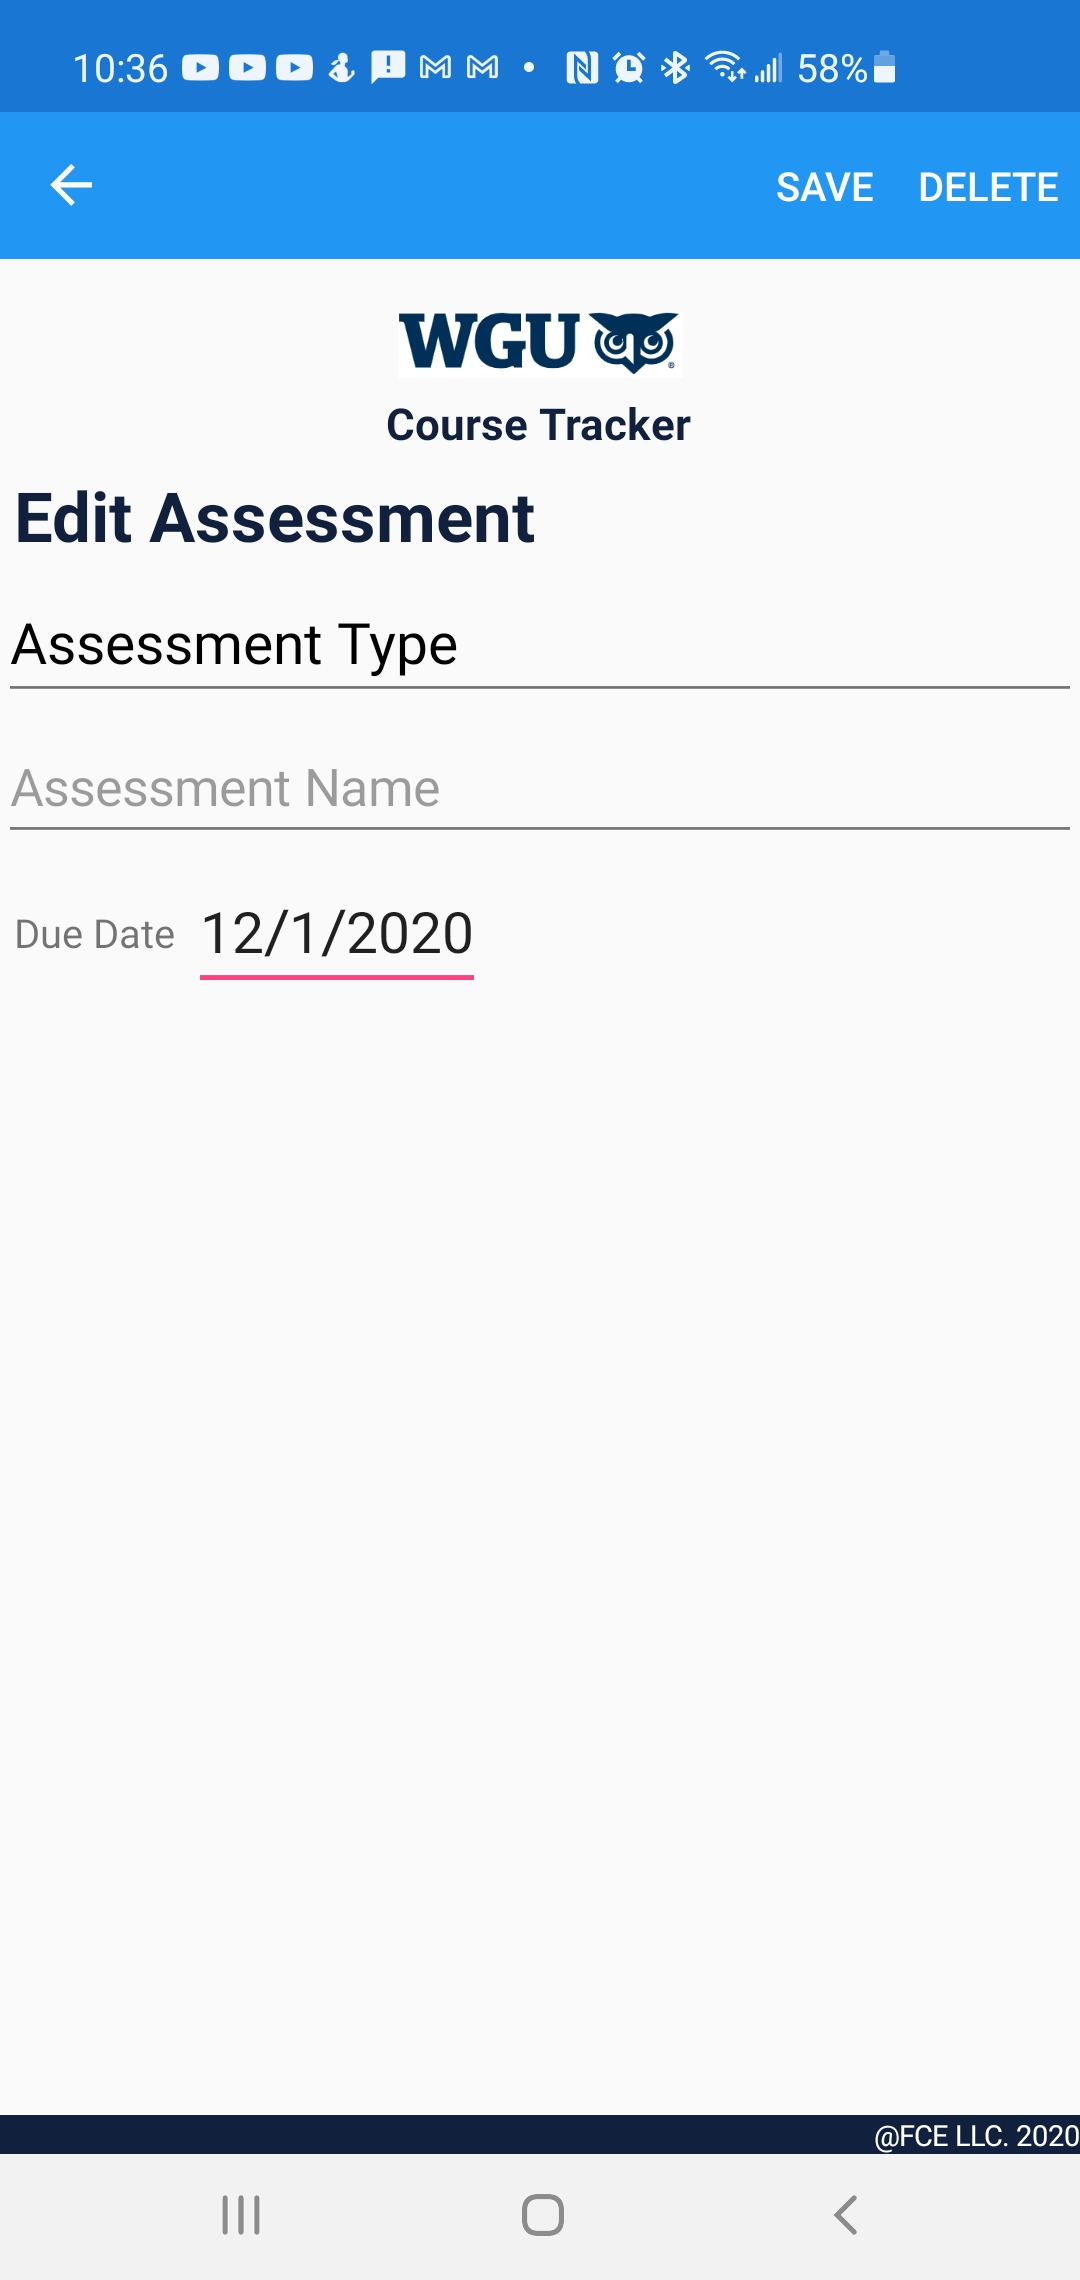 10:36 58%
SAVE DELETE
WGU
Course Tracker
Edit Assessment
Assessment Type
Assessment Name
Due Date 12/1/2020
@FCE LLC. 2020